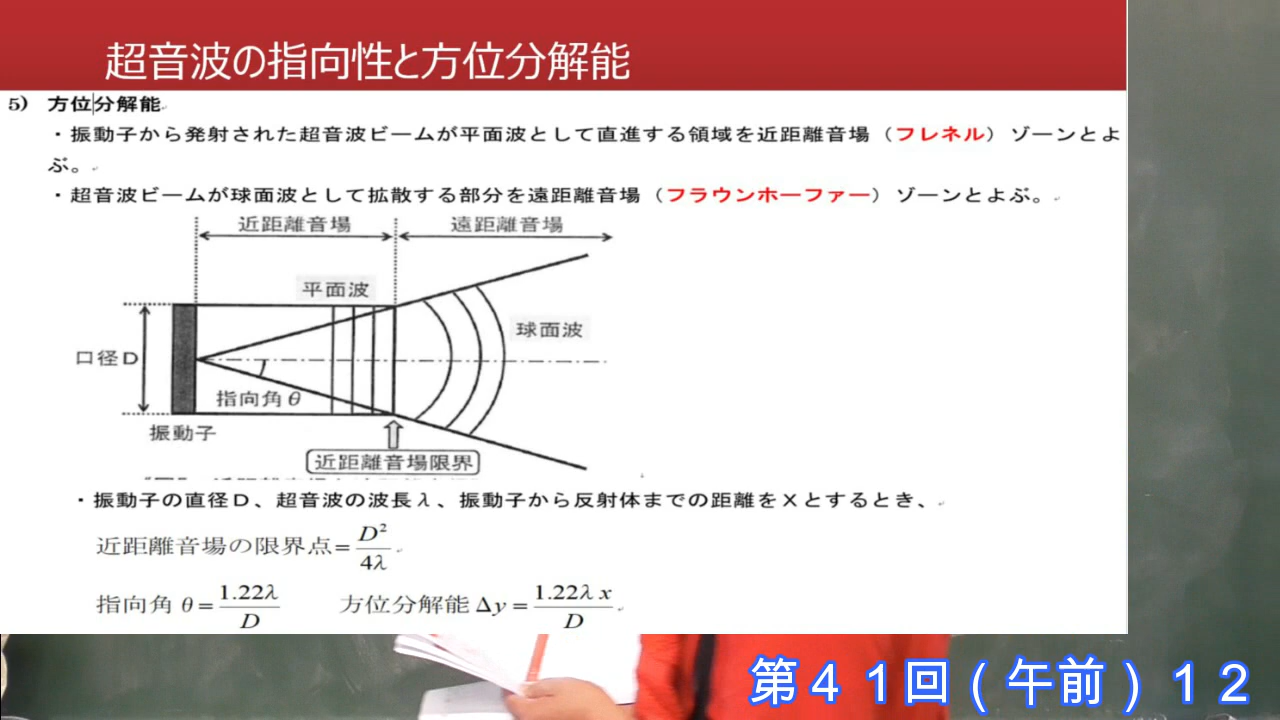 超音波の指向性と方位分解能
5) 方位分解能
・振動子から発射された超音波ビームが平面波として直進する領域を近距離音場（フレネル）ゾーンとよ
ぶ。
・超音波ビームが球面波として拡散する部分を遠距離音場（フラウンホーファー）ゾーンとよぶ。
近距離音場 遠距離音場
平面波
球面波
口径D
指向角θ
振動子
近距離音場限界
・振動子の直径D、超音波の波長λ、振動子から反射体までの距離をXとするとき、
近距離音場の限界点=D²/4λ
指向角 θ=1.22λ/D 方位分解能 Δy=1.22λx/D
第４１回(午前)１２